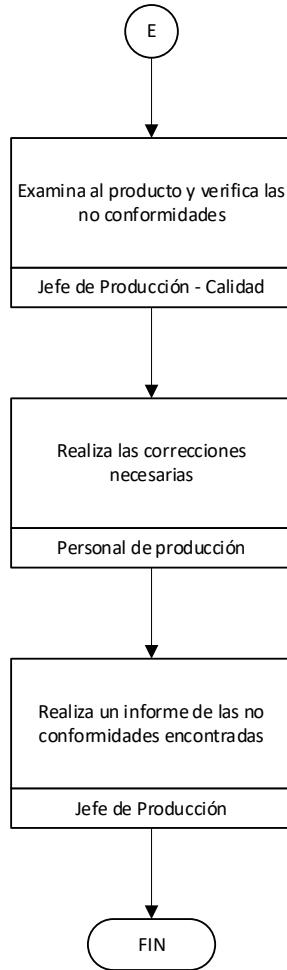 E
Examina al producto y verifica las
no conformidades
Jefe de Producción - Calidad
Realiza las correcciones
necesarias
Personal de producción
Realiza un informe de las no
conformidades encontradas
Jefe de Producción
FIN